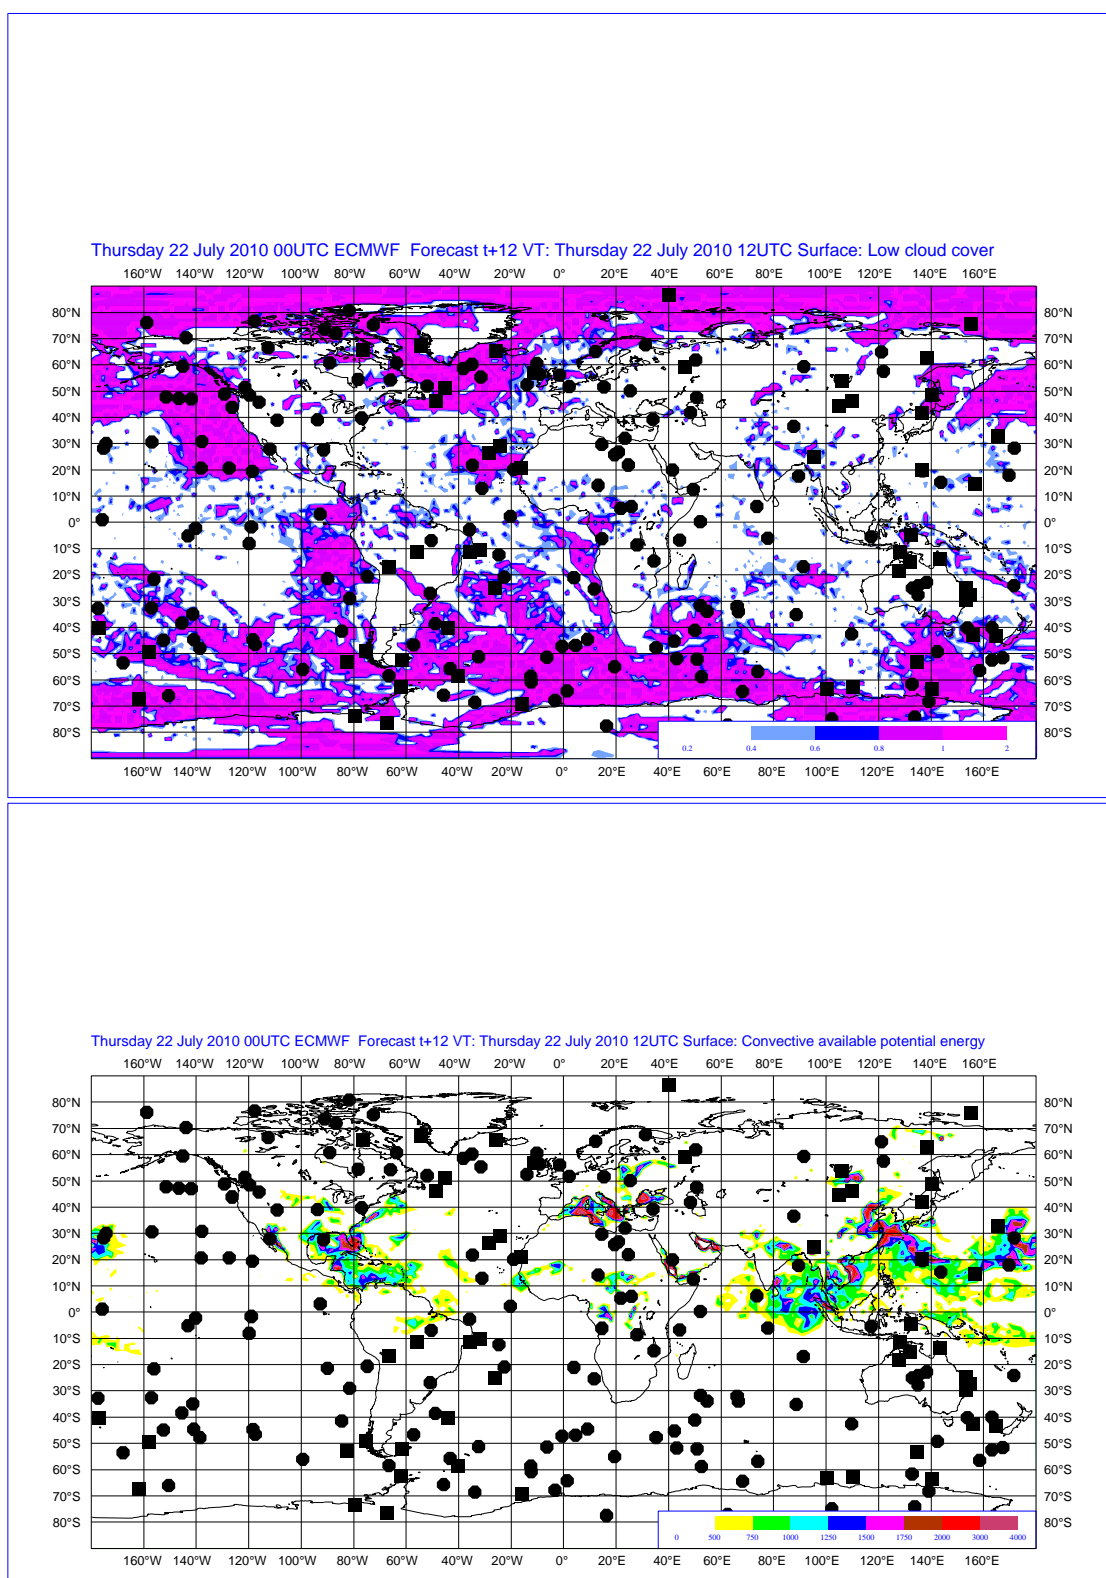 Thursday 22 July 2010 00UTC ECMWF  Forecast t+12 VT: Thursday 22 July 2010 12UTC Surface: Low cloud cover
160°W 140°W 120°W 100°W 80°W 60°W 40°W 20°W 0° 20°E 40°E 60°E 80°E 100°E 120°E 140°E 160°E
80°N 80°N
70°N 70°N
60°N 60°N
50°N 50°N
40°N 40°N
30°N 30°N
20°N 20°N
10°N 10°N
0° 0°
10°S 10°S
20°S 20°S
30°S 30°S
40°S 40°S
50°S 50°S
60°S 60°S
70°S 70°S
80°S 80°S
0.2 0.4 0.6 0.8 1 2
160°W 140°W 120°W 100°W 80°W 60°W 40°W 20°W 0° 20°E 40°E 60°E 80°E 100°E 120°E 140°E 160°E
Thursday 22 July 2010 00UTC ECMWF  Forecast t+12 VT: Thursday 22 July 2010 12UTC Surface: Convective available potential energy
160°W 140°W 120°W 100°W 80°W 60°W 40°W 20°W 0° 20°E 40°E 60°E 80°E 100°E 120°E 140°E 160°E
80°N 80°N
70°N 70°N
60°N 60°N
50°N 50°N
40°N 40°N
30°N 30°N
20°N 20°N
10°N 10°N
0° 0°
10°S 10°S
20°S 20°S
30°S 30°S
40°S 40°S
50°S 50°S
60°S 60°S
70°S 70°S
80°S 80°S
0 500 750 1000 1250 1500 1750 2000 3000 4000
160°W 140°W 120°W 100°W 80°W 60°W 40°W 20°W 0° 20°E 40°E 60°E 80°E 100°E 120°E 140°E 160°E